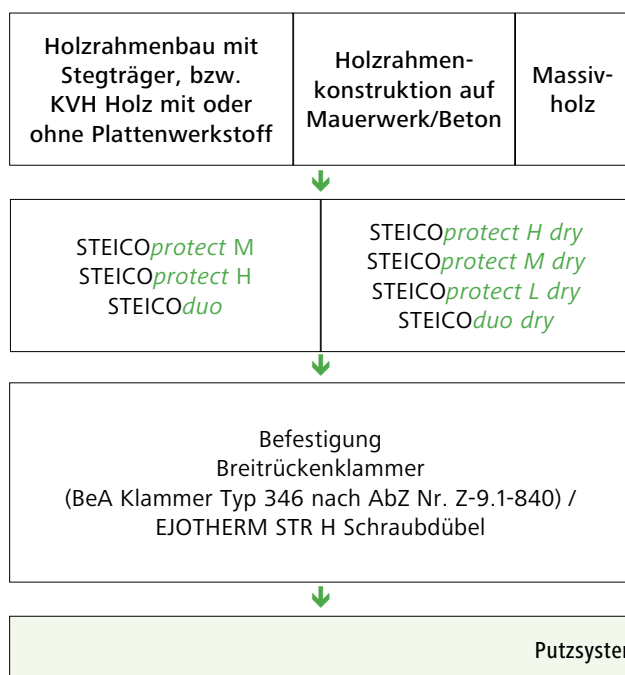 Holzrahmenbau mit
Stegträger, bzw.
KVH Holz mit oder
ohne Plattenwerkstoff
Holzrahmen-
konstruktion auf
Mauerwerk/Beton
Massiv-
holz
STEICOprotect M
STEICOprotect H
STEICOduo
STEICOprotect H dry
STEICOprotect M dry
STEICOprotect L dry
STEICOduo dry
Befestigung
Breitrückenklammer
(BeA Klammer Typ 346 nach AbZ Nr. Z-9.1-840) /
EJOTHERM STR H Schraubdübel